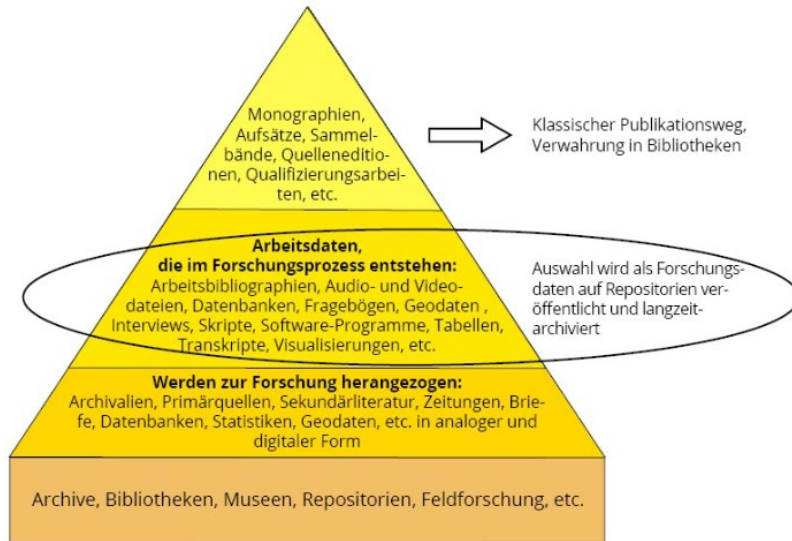 Monographien,
Aufsätze, Sammel-
bände, Quelleneditio-
nen, Qualifizierungsarbei-
ten, etc.
Klassischer Publikationsweg,
Verwahrung in Bibliotheken
Arbeitsdaten,
die im Forschungsprozess entstehen:
Arbeitsbibliographien, Audio- und Video-
dateien, Datenbanken, Fragebögen, Geodaten ,
Interviews, Skripte, Software-Programme, Tabellen,
Transkripte, Visualisierungen, etc.
Auswahl wird als Forschungs-
daten auf Repositorien ver-
öffentlicht und langzeit-
archiviert
Werden zur Forschung herangezogen:
Archivalien, Primärquellen, Sekundärliteratur, Zeitungen, Brie-
fe, Datenbanken, Statistiken, Geodaten, etc. in analoger und
digitaler Form
Archive, Bibliotheken, Museen, Repositorien, Feldforschung, etc.